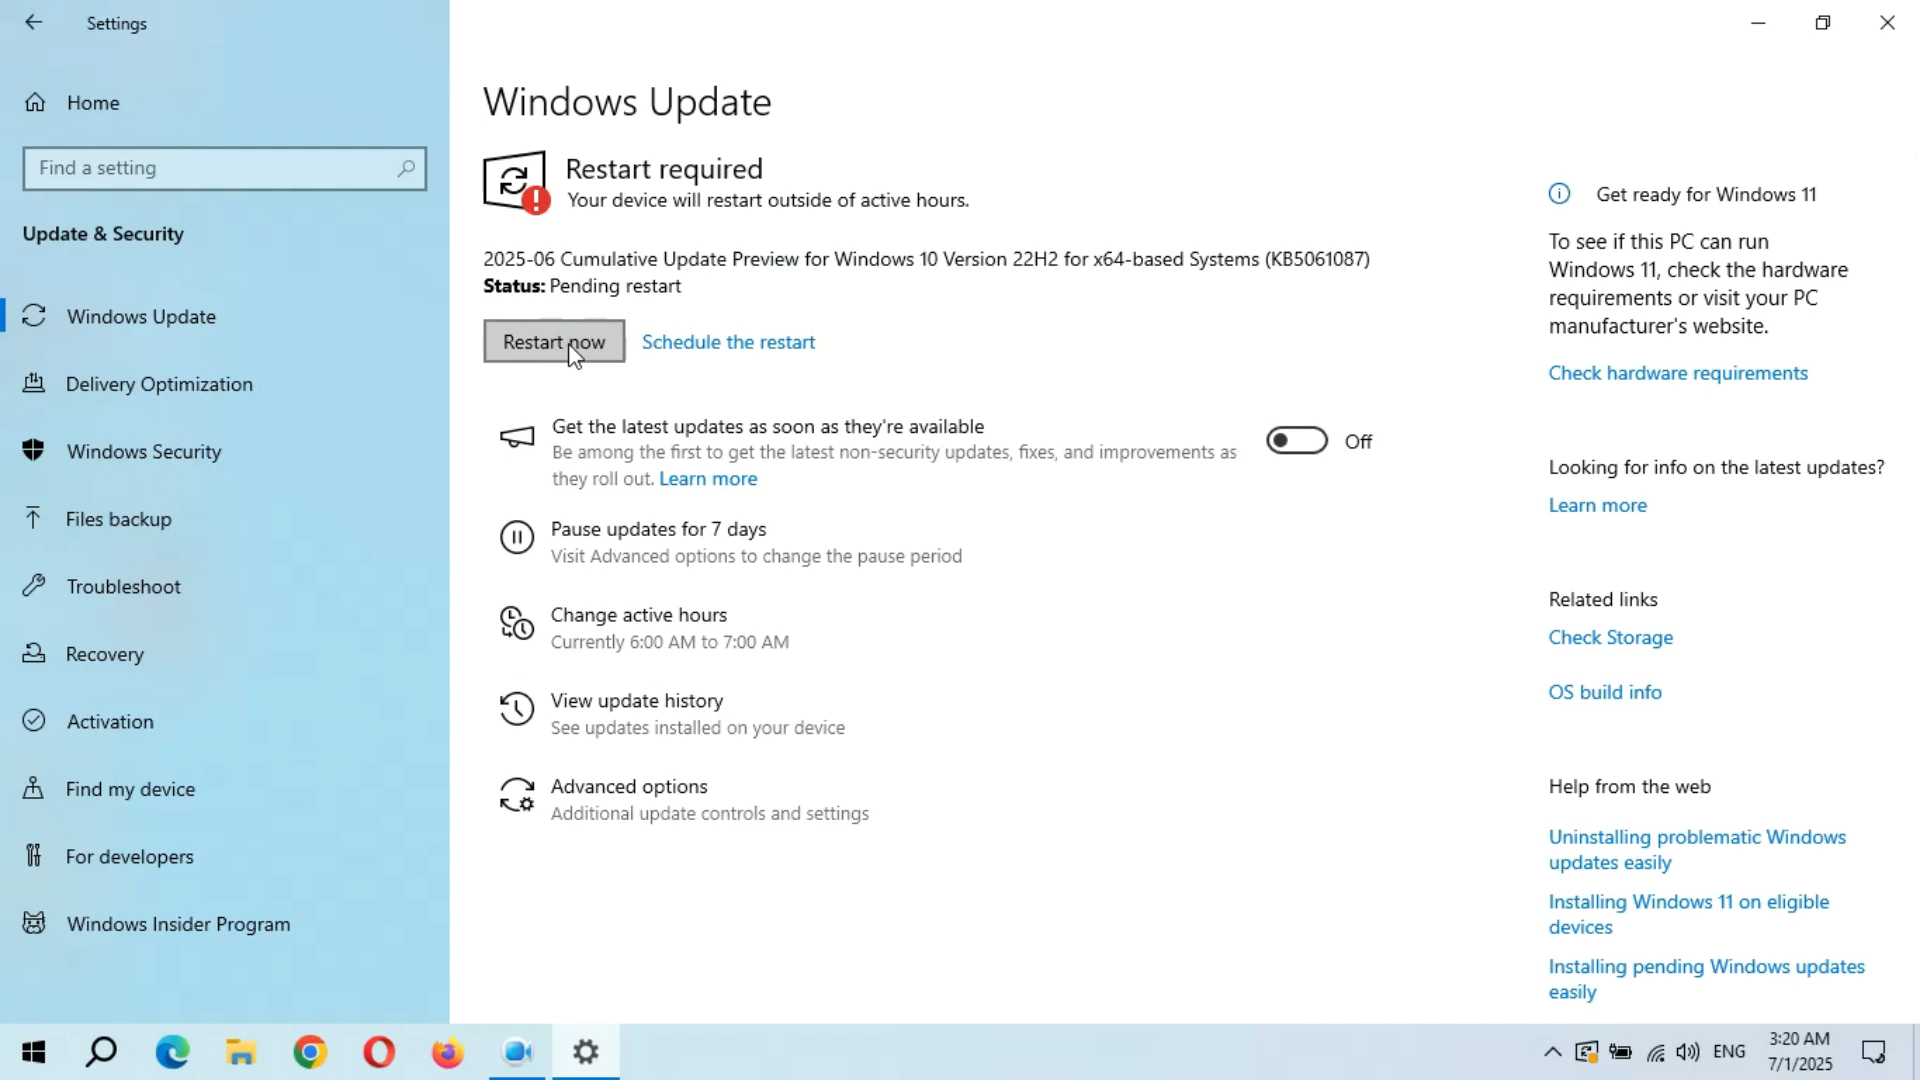 Settings
Home
Find a setting
Update & Security
Windows Update
Delivery Optimization
Windows Security
Files backup
Troubleshoot
Recovery
Activation
Find my device
For developers
Windows Insider Program
Windows Update
Restart required
Your device will restart outside of active hours.
2025-06 Cumulative Update Preview for Windows 10 Version 22H2 for x64-based Systems (KB5061087)
Status: Pending restart
Restart now
Schedule the restart
Get the latest updates as soon as they're available
Be among the first to get the latest non-security updates, fixes, and improvements as
they roll out. Learn more
Off
Pause updates for 7 days
Visit Advanced options to change the pause period
Change active hours
Currently 6:00 AM to 7:00 AM
View update history
See updates installed on your device
Advanced options
Additional update controls and settings
Get ready for Windows 11
To see if this PC can run
Windows 11, check the hardware
requirements or visit your PC
manufacturer's website.
Check hardware requirements
Looking for info on the latest updates?
Learn more
Related links
Check Storage
OS build info
Help from the web
Uninstalling problematic Windows
updates easily
Installing Windows 11 on eligible
devices
Installing pending Windows updates
easily
ENG
3:20 AM
7/1/2025